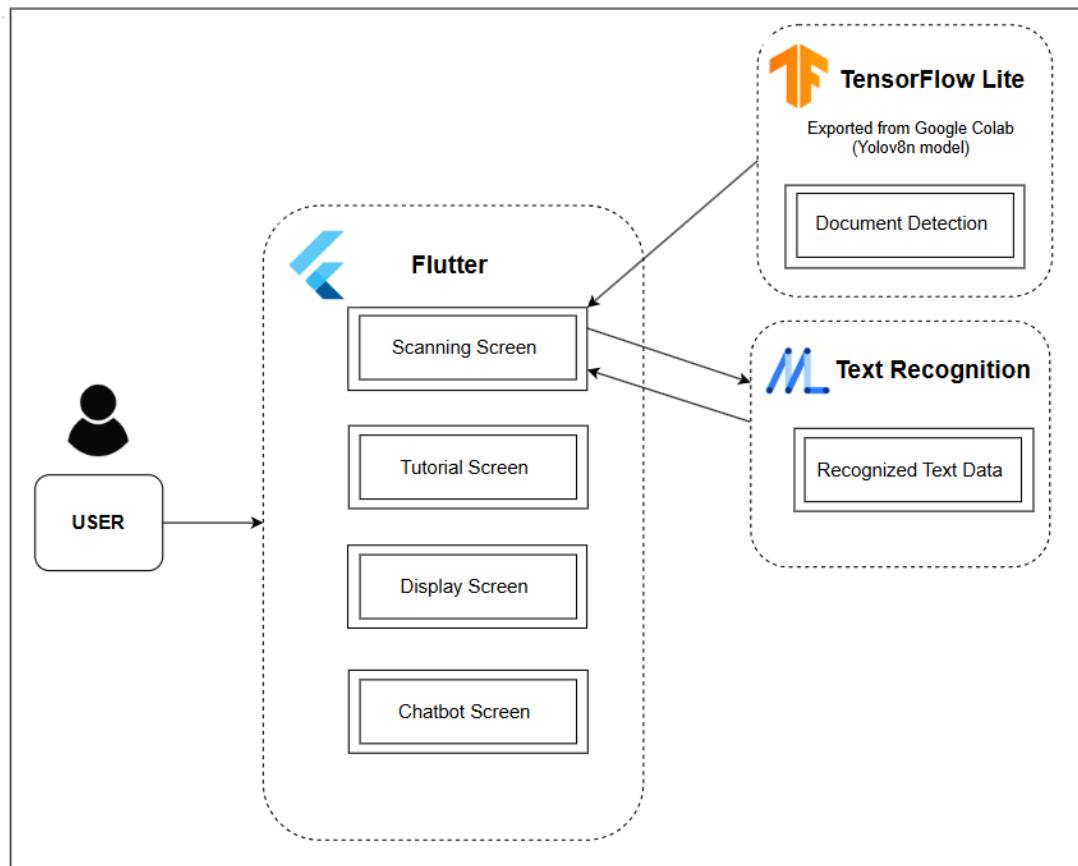 TensorFlow Lite
Exported from Google Colab
(Yolov8n model)
Document Detection
Flutter
Scanning Screen
Text Recognition
Tutorial Screen
Recognized Text Data
USER
Display Screen
Chatbot Screen